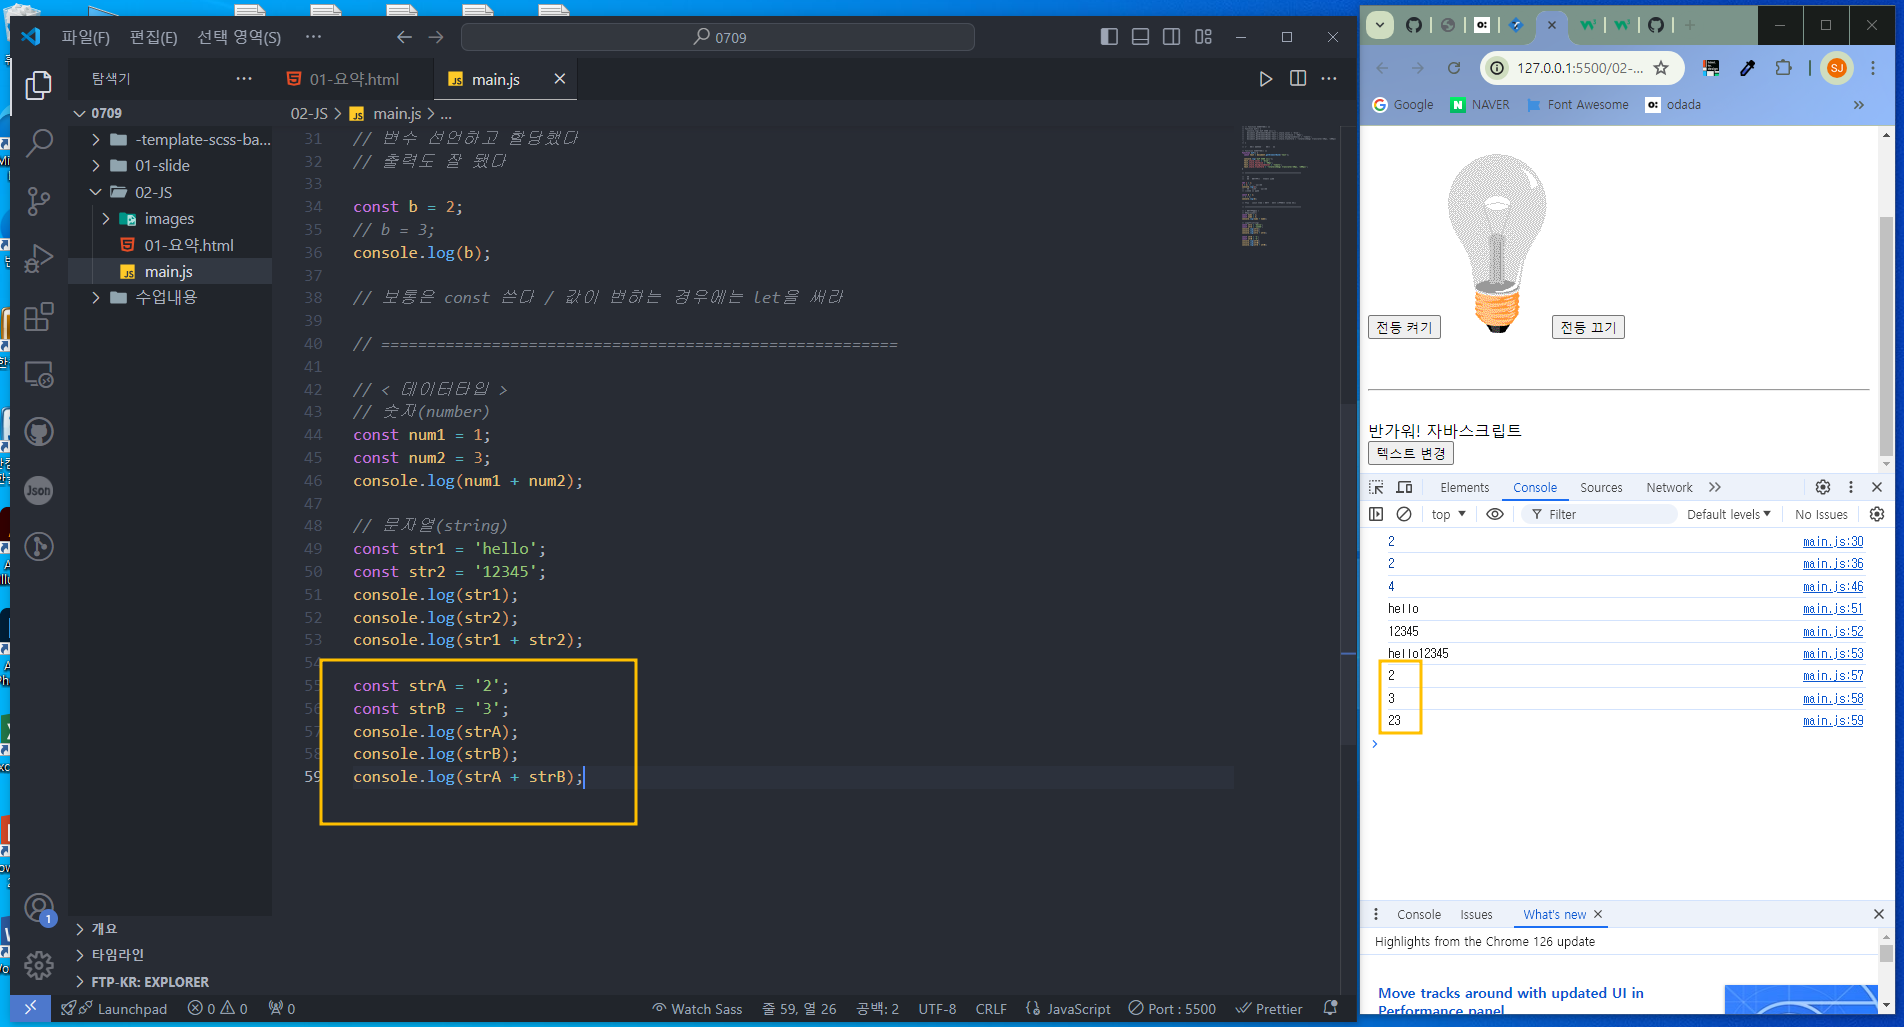 파일(F) 편집(E) 선택 영역(S) ··· 0709
탐색기 ···
01-요약.html
JS main.js
02-JS > JS main.js > ...
0709
-template-scss-ba...
01-slide
02-JS
images
01-요약.html
JS main.js
수업내용
31 // 변수 선언하고 할당했다
32 // 출력도 잘 됐다
33
34 const b = 2;
35 // b = 3;
36 console.log(b);
37
38 // 보통은 const 쓴다 / 값이 변하는 경우에는 let을 써라
39
40 // ========================================================
41
42 // < 데이터타입 >
43 // 숫자(number)
44 const num1 = 1;
45 const num2 = 3;
46 console.log(num1 + num2);
47
48 // 문자열(string)
49 const str1 = 'hello';
50 const str2 = '12345';
51 console.log(str1);
52 console.log(str2);
53 console.log(str1 + str2);
54
55 const strA = '2';
56 const strB = '3';
57 console.log(strA);
58 console.log(strB);
59 console.log(strA + strB);
Json
1
개요
타임라인
FTP-KR: EXPLORER
Launchpad 0 0 0 Watch Sass 줄 59, 열 26 공백: 2 UTF-8 CRLF JavaScript Port : 5500 Prettier
127.0.0.1:5500/02-...
SJ
Google NAVER Font Awesome odada
전등 켜기
전등 끄기
반가워! 자바스크립트
텍스트 변경
Elements Console Sources Network
top Filter Default levels No Issues
2 main.js:30
2 main.js:36
4 main.js:46
hello main.js:51
12345 main.js:52
hello12345 main.js:53
2 main.js:57
3 main.js:58
23 main.js:59
Console Issues What's new
Highlights from the Chrome 126 update
Move tracks around with updated UI in
Performance panel